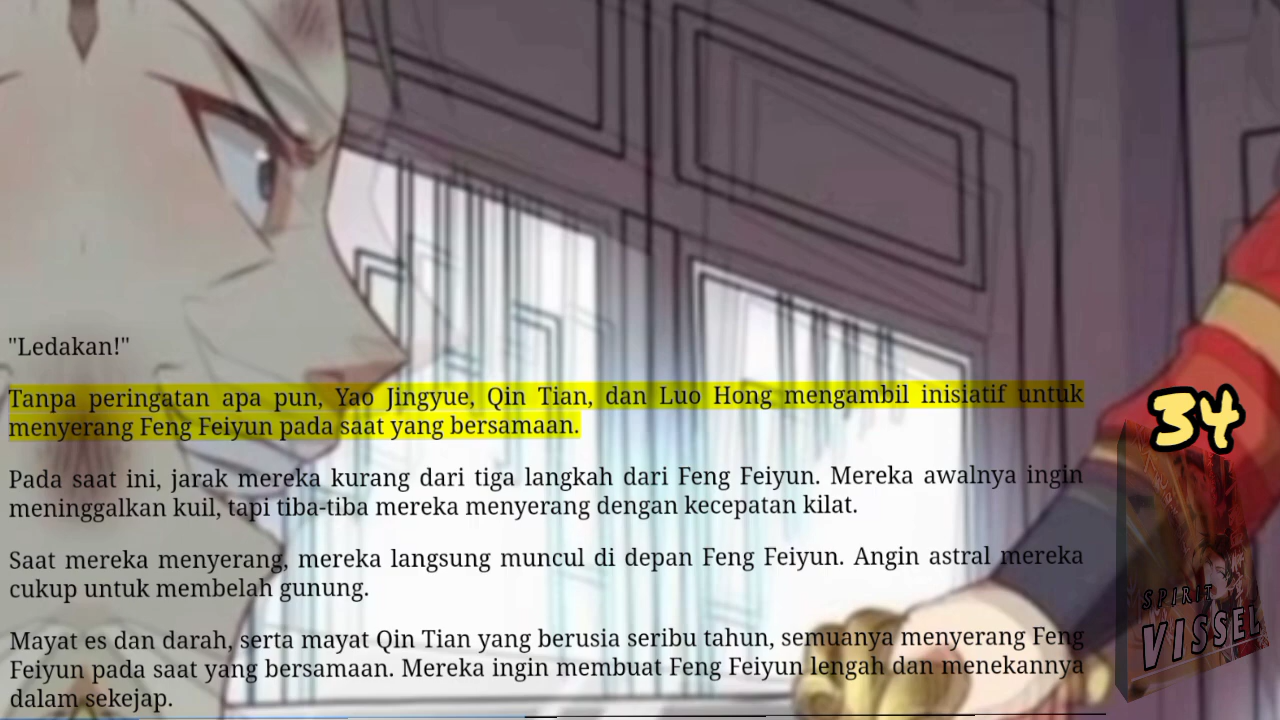 "Ledakan!"
Tanpa peringatan apa pun, Yao Jingyue, Qin Tian, dan Luo Hong mengambil inisiatif untuk
menyerang Feng Feiyun pada saat yang bersamaan.
Pada saat ini, jarak mereka kurang dari tiga langkah dari Feng Feiyun. Mereka awalnya ingin
meninggalkan kuil, tapi tiba-tiba mereka menyerang dengan kecepatan kilat.
Saat mereka menyerang, mereka langsung muncul di depan Feng Feiyun. Angin astral mereka
cukup untuk membelah gunung.
Mayat es dan darah, serta mayat Qin Tian yang berusia seribu tahun, semuanya menyerang Feng
Feiyun pada saat yang bersamaan. Mereka ingin membuat Feng Feiyun lengah dan menekannya
dalam sekejap.
34
SPIRIT
VISSEL